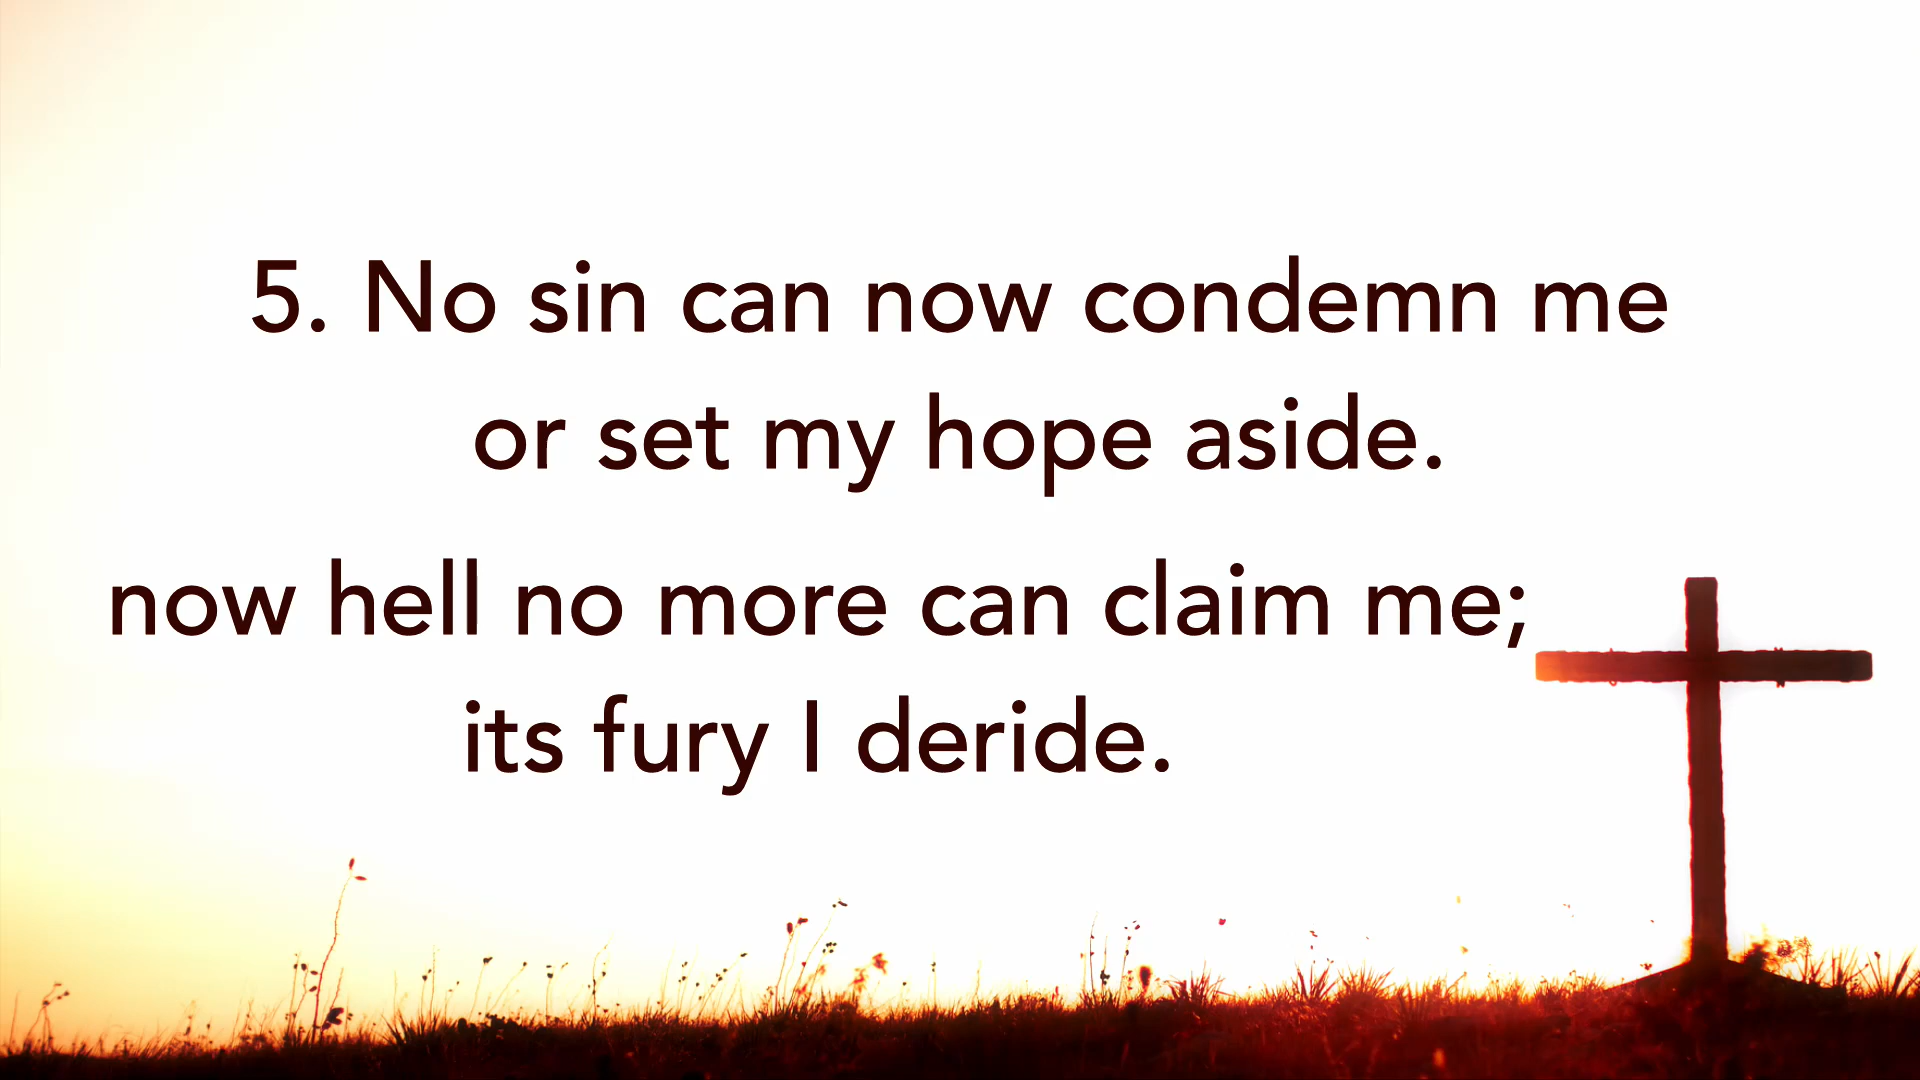 5. No sin can now condemn me
or set my hope aside.
now hell no more can claim me;
its fury I deride.